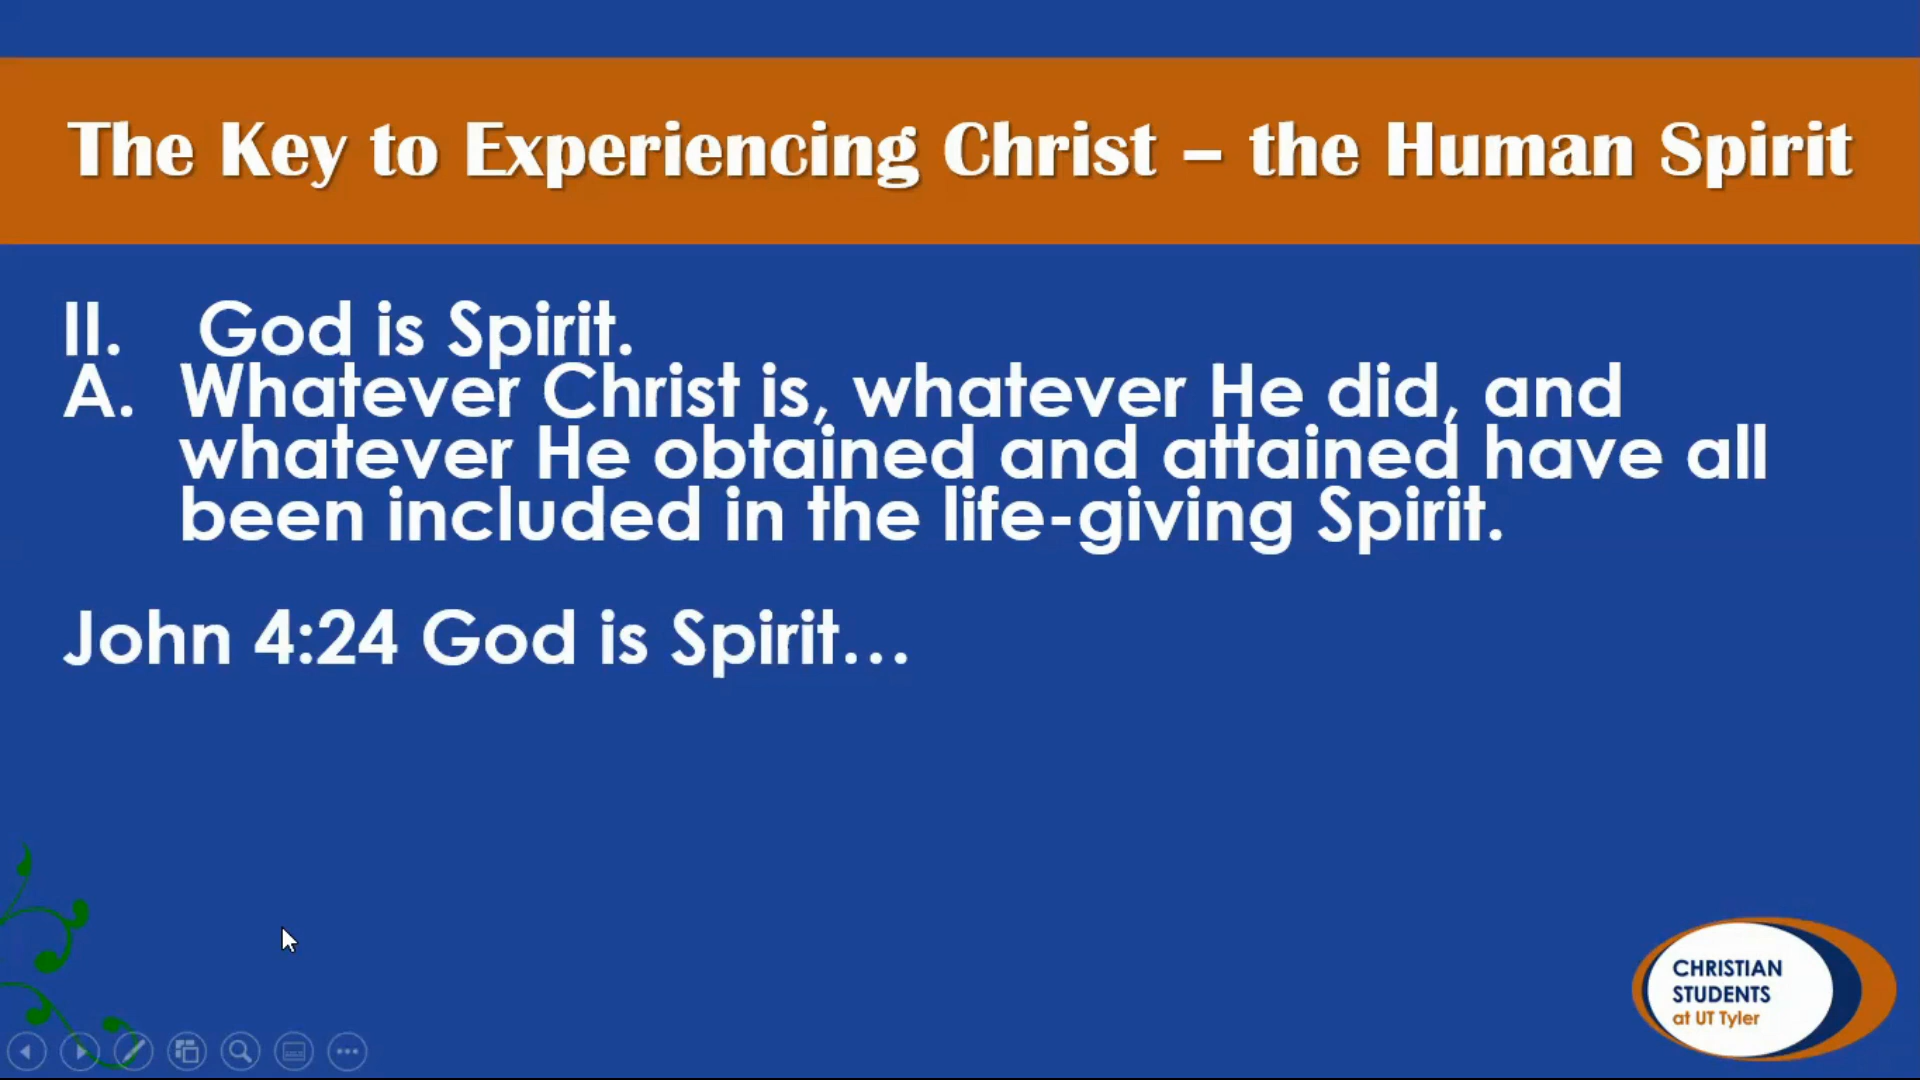 The Key to Experiencing Christ – the Human Spirit
II. God is Spirit.
A. Whatever Christ is, whatever He did, and
whatever He obtained and attained have all
been included in the life-giving Spirit.
John 4:24 God is Spirit…
CHRISTIAN
STUDENTS
at UT Tyler